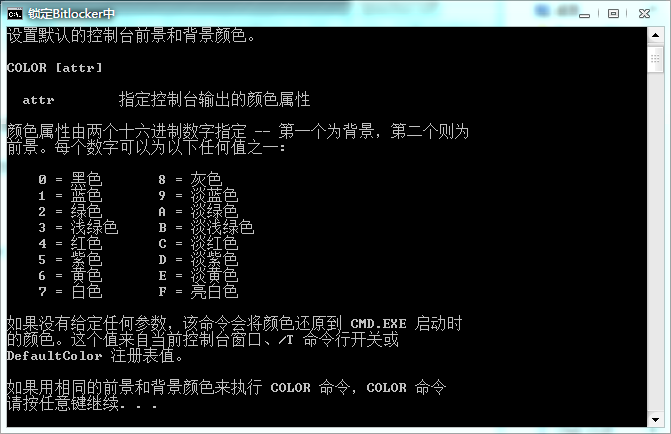 锁定Bitlocker中
设置默认的控制台前景和背景颜色。
COLOR [attr]
attr 指定控制台输出的颜色属性
颜色属性由两个十六进制数字指定 -- 第一个为背景，第二个则为
前景。每个数字可以为以下任何值之一:
0 = 黑色 8 = 灰色
1 = 蓝色 9 = 淡蓝色
2 = 绿色 A = 淡绿色
3 = 浅绿色 B = 淡浅绿色
4 = 红色 C = 淡红色
5 = 紫色 D = 淡紫色
6 = 黄色 E = 淡黄色
7 = 白色 F = 亮白色
如果没有给定任何参数，该命令会将颜色还原到 CMD.EXE 启动时
的颜色。这个值来自当前控制台窗口、/T 命令行开关或
DefaultColor 注册表值。
如果用相同的前景和背景颜色来执行 COLOR 命令，COLOR 命令
请按任意键继续. . .